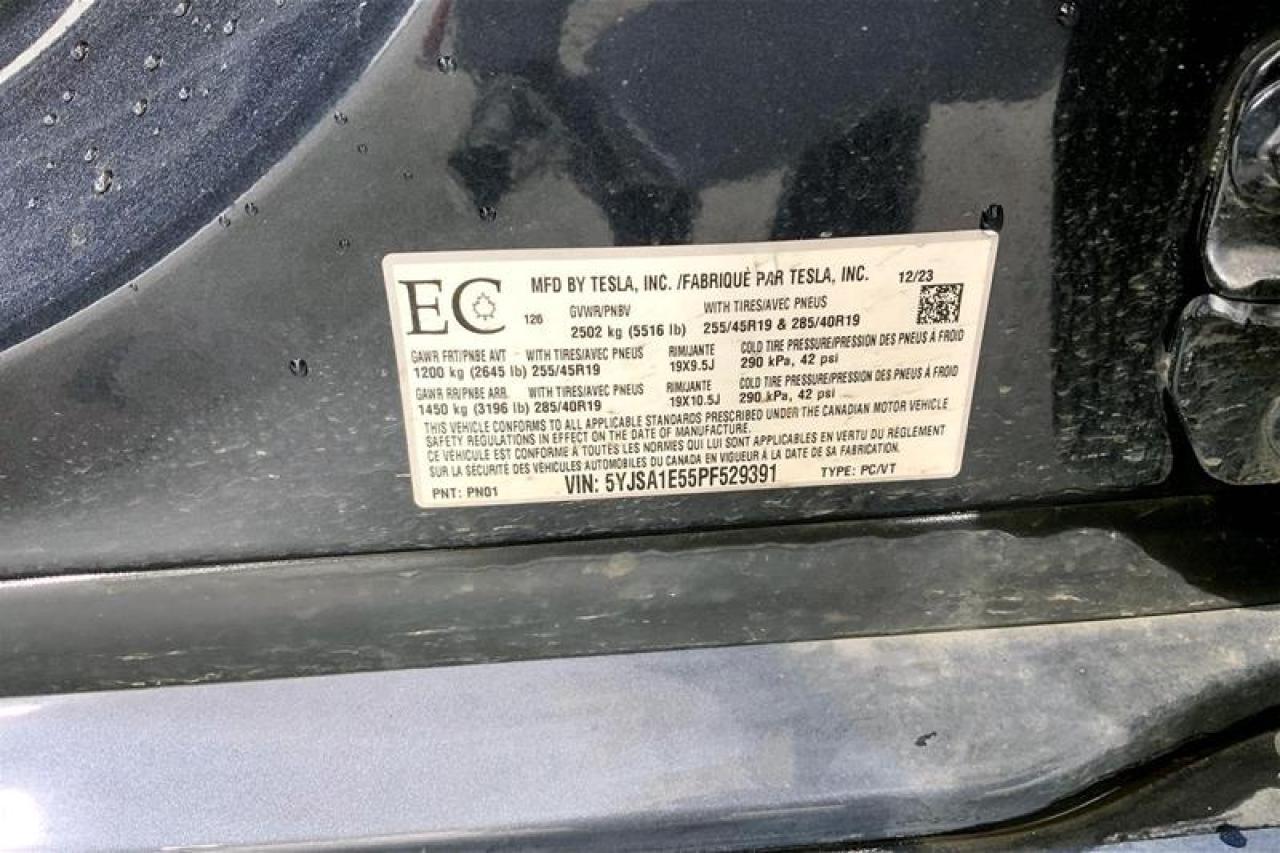 EC 126 MFD BY TESLA, INC. /FABRIQUÈ PAR TESLA, INC. 12/23
GVWR/PNBV WITH TIRES/AVEC PNEUS
2502 kg (5516 lb) 255/45R19 & 285/40R19
GAWR FRT/PNBE AVT WITH TIRES/AVEC PNEUS RIM/JANTE COLD TIRE PRESSURE/PRESSION DES PNEUS À FROID
1200 kg (2645 lb) 255/45R19 19X9.5J 290 kPa, 42 psi
GAWR RR/PNBE ARR. WITH TIRES/AVEC PNEUS RIM/JANTE COLD TIRE PRESSURE/PRESSION DES PNEUS À FROID
1450 kg (3196 lb) 285/40R19 19X10.5J 290 kPa, 42 psi
THIS VEHICLE CONFORMS TO ALL APPLICABLE STANDARDS PRESCRIBED UNDER THE CANADIAN MOTOR VEHICLE
SAFETY REGULATIONS IN EFFECT ON THE DATE OF MANUFACTURE.
CE VÉHICULE EST CONFORME À TOUTES LES NORMES QUI LUI SONT APPLICABLES EN VERTU DU RÈGLEMENT
SUR LA SÉCURITÉ DES VÉHICULES AUTOMOBILES DU CANADA EN VIGUEUR À LA DATE DE SA FABRICATION.
PNT: PN01 VIN: 5YJSA1E55PF529391 TYPE: PC/VT